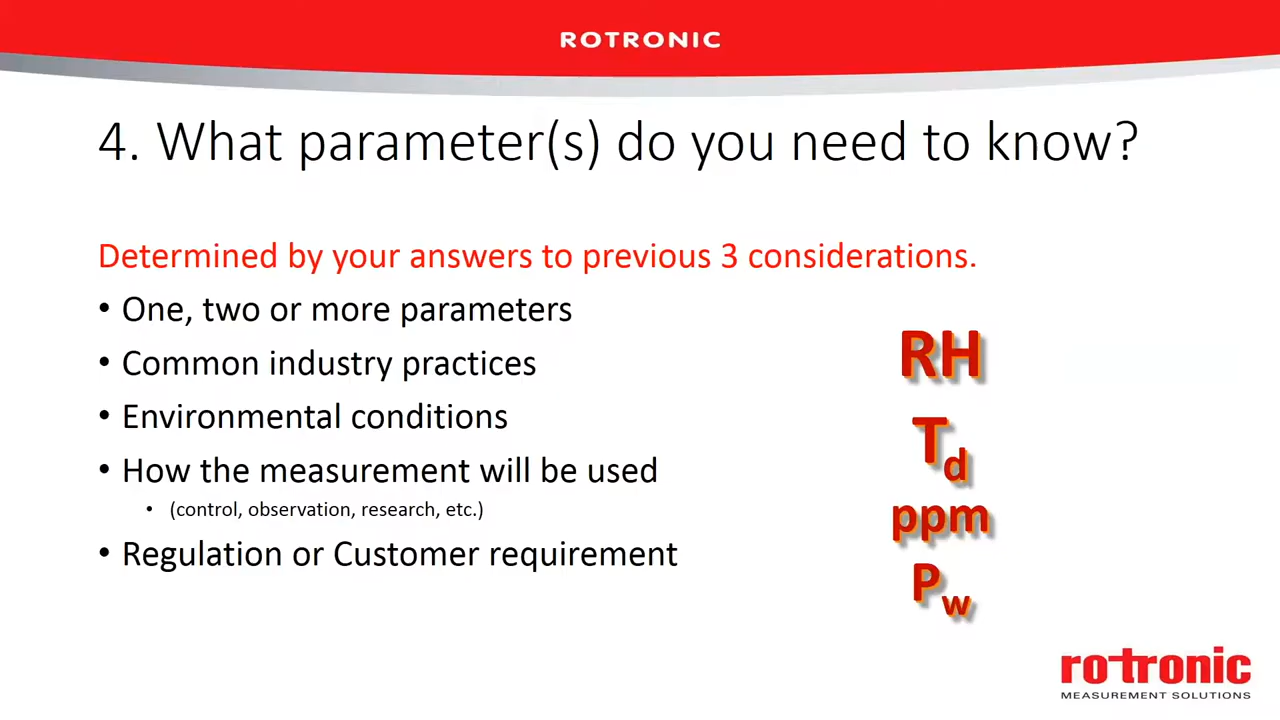 ROTRONIC
4. What parameter(s) do you need to know?
Determined by your answers to previous 3 considerations.
• One, two or more parameters
• Common industry practices
• Environmental conditions
• How the measurement will be used
• (control, observation, research, etc.)
• Regulation or Customer requirement
RH
Td
ppm
Pw
rotronic
MEASUREMENT SOLUTIONS